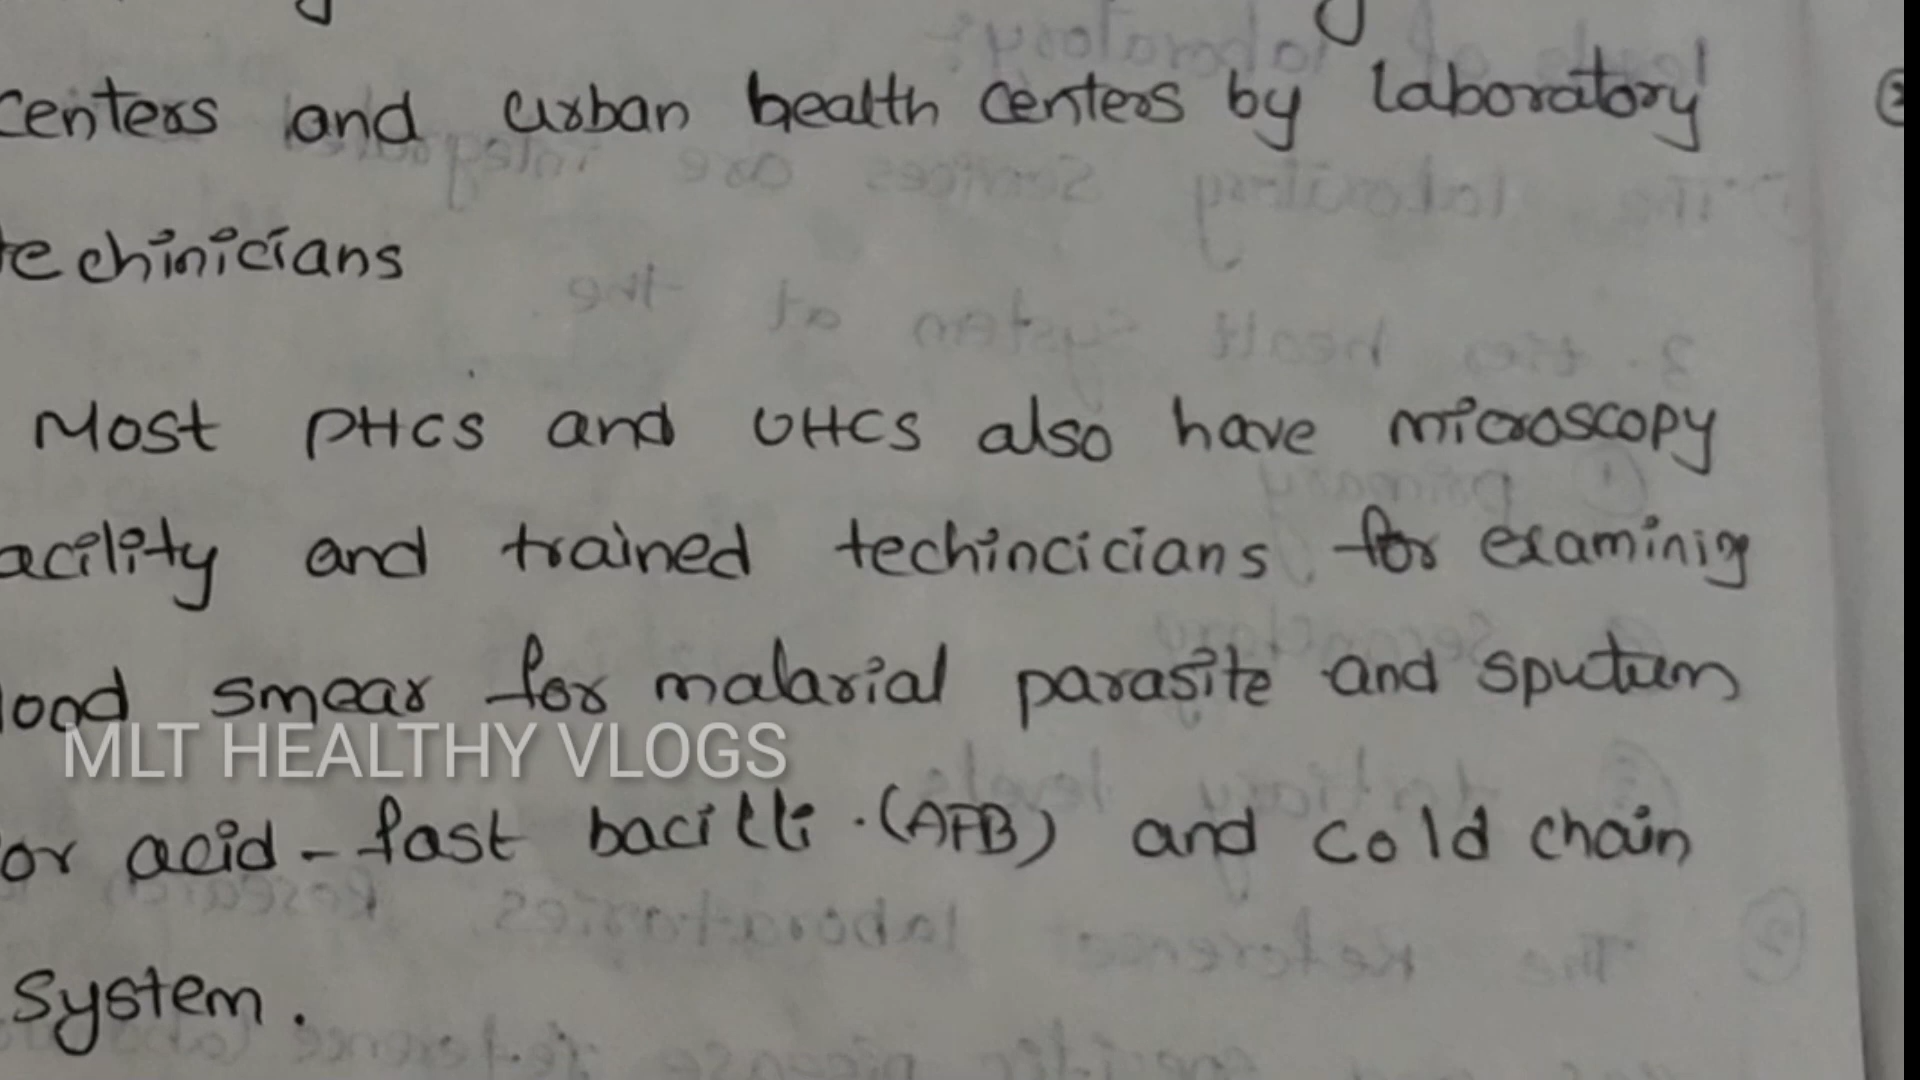 centers and urban health centers by laboratory
techinicians
Most PHCS and UHCS also have microscopy
acility and trained techincicians for examinig
lood smear for malarial parasite and sputum
MLT HEALTHY VLOGS
or acid-fast bacilli .(AFB) and cold chain
System.